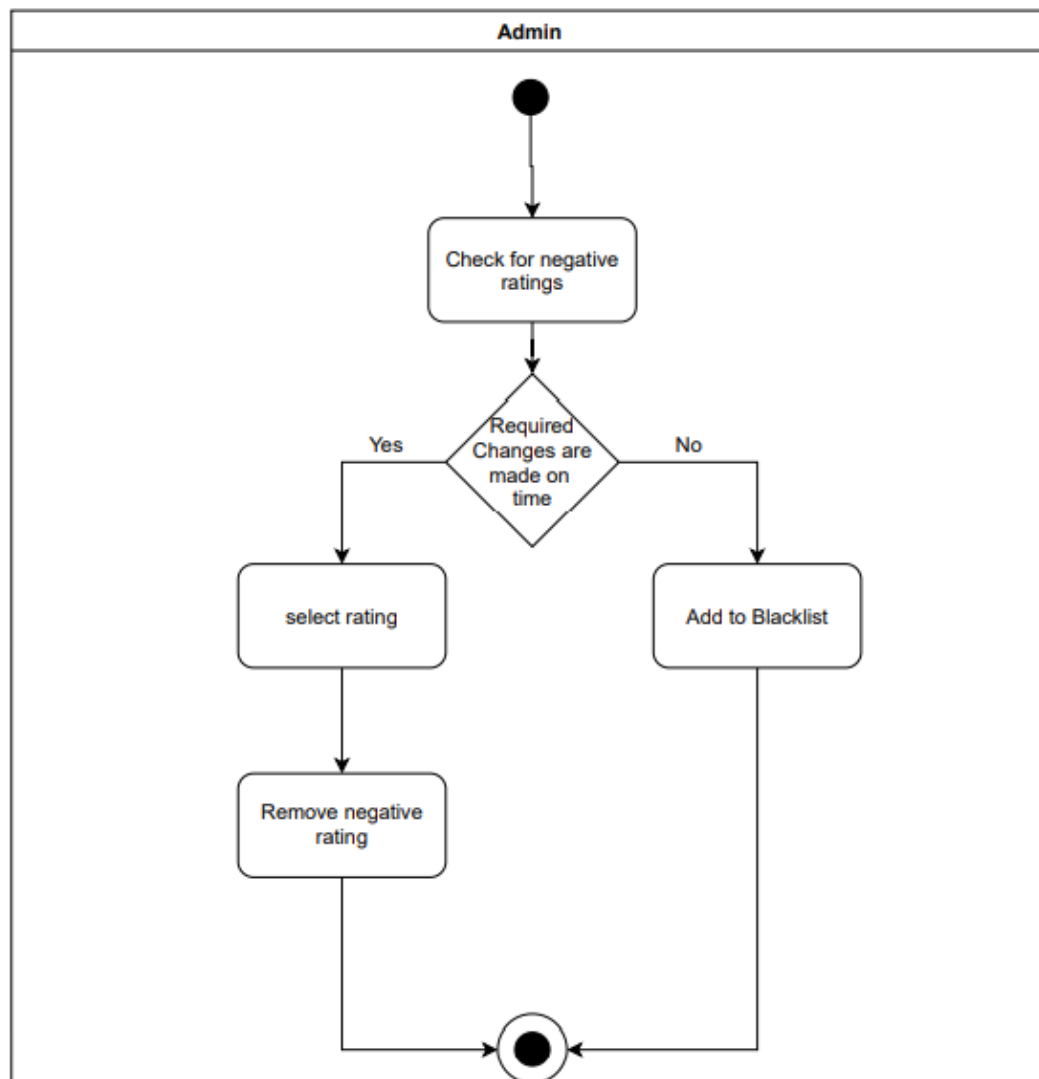 Admin
Check for negative
ratings
Required
Changes are
made on
time
Yes
No
select rating
Add to Blacklist
Remove negative
rating